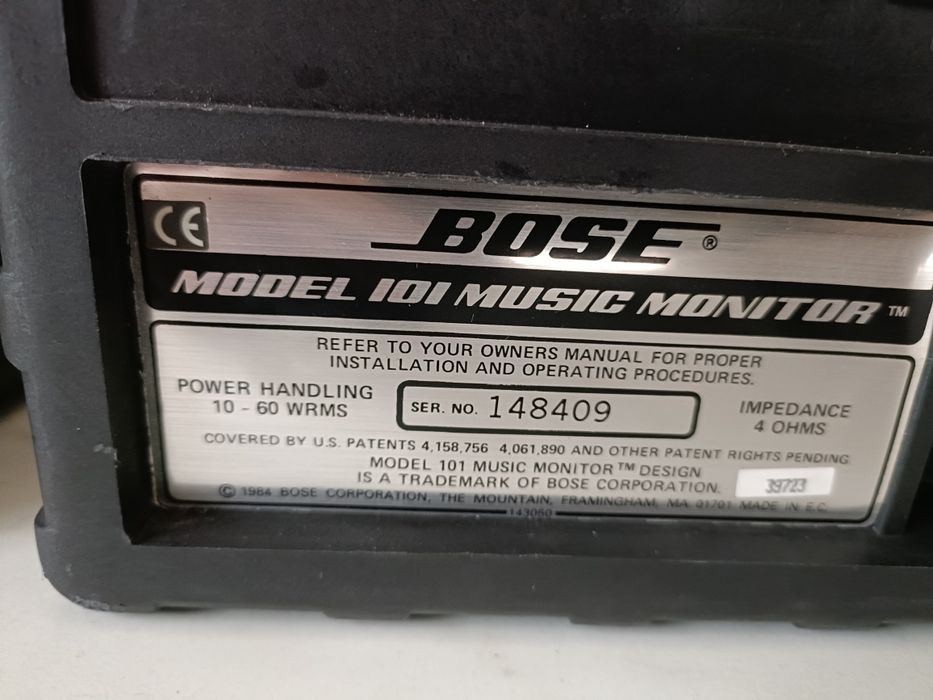 CE
BOSE®
MODEL 101 MUSIC MONITOR™
REFER TO YOUR OWNERS MANUAL FOR PROPER
INSTALLATION AND OPERATING PROCEDURES.
POWER HANDLING
10 - 60 WRMS
SER. NO. 148409
IMPEDANCE
4 OHMS
COVERED BY U.S. PATENTS 4,158,756 4,061,890 AND OTHER PATENT RIGHTS PENDING.
MODEL 101 MUSIC MONITOR™ DESIGN
IS A TRADEMARK OF BOSE CORPORATION.
39723
© 1984 BOSE CORPORATION, THE MOUNTAIN, FRAMINGHAM, MA 01701 MADE IN E.C.
143060